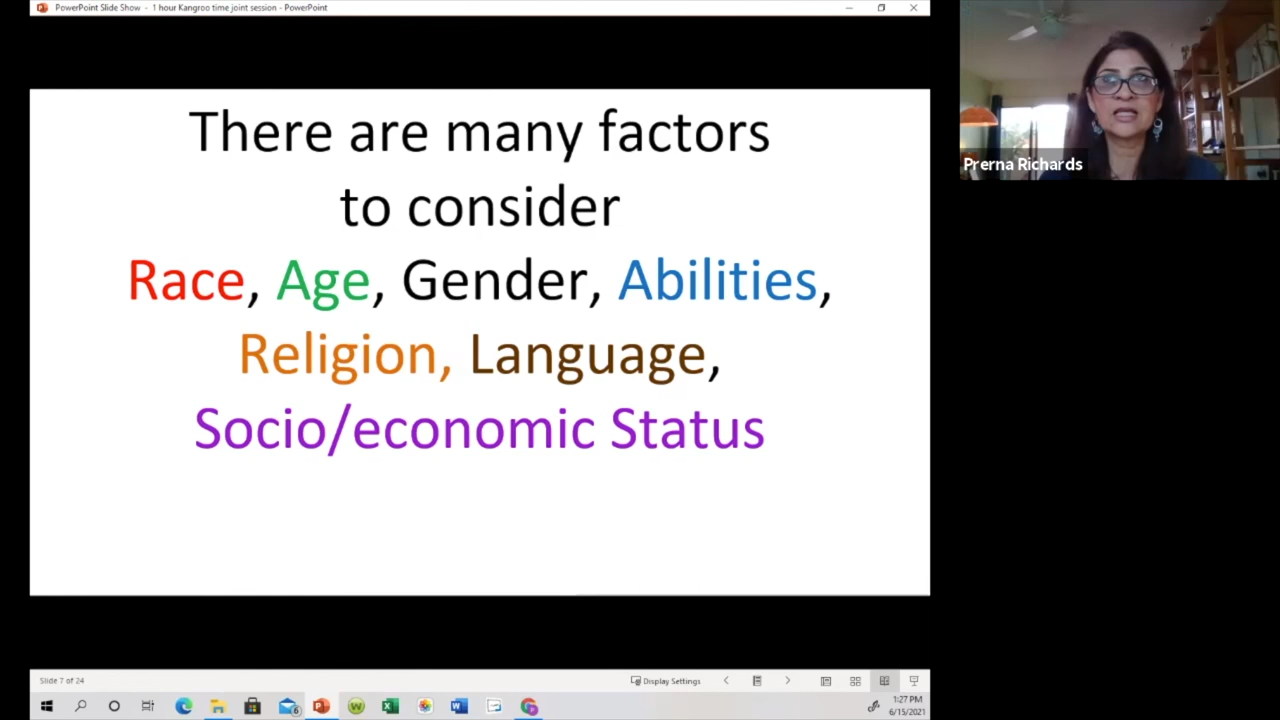 PowerPoint Slide Show - 1 hour Kangroo time joint session - PowerPoint
There are many factors
to consider
Race, Age, Gender, Abilities,
Religion, Language,
Socio/economic Status
Prerna Richards
Slide 7 of 24
Display Settings
6
W
1:27 PM
6/15/2021